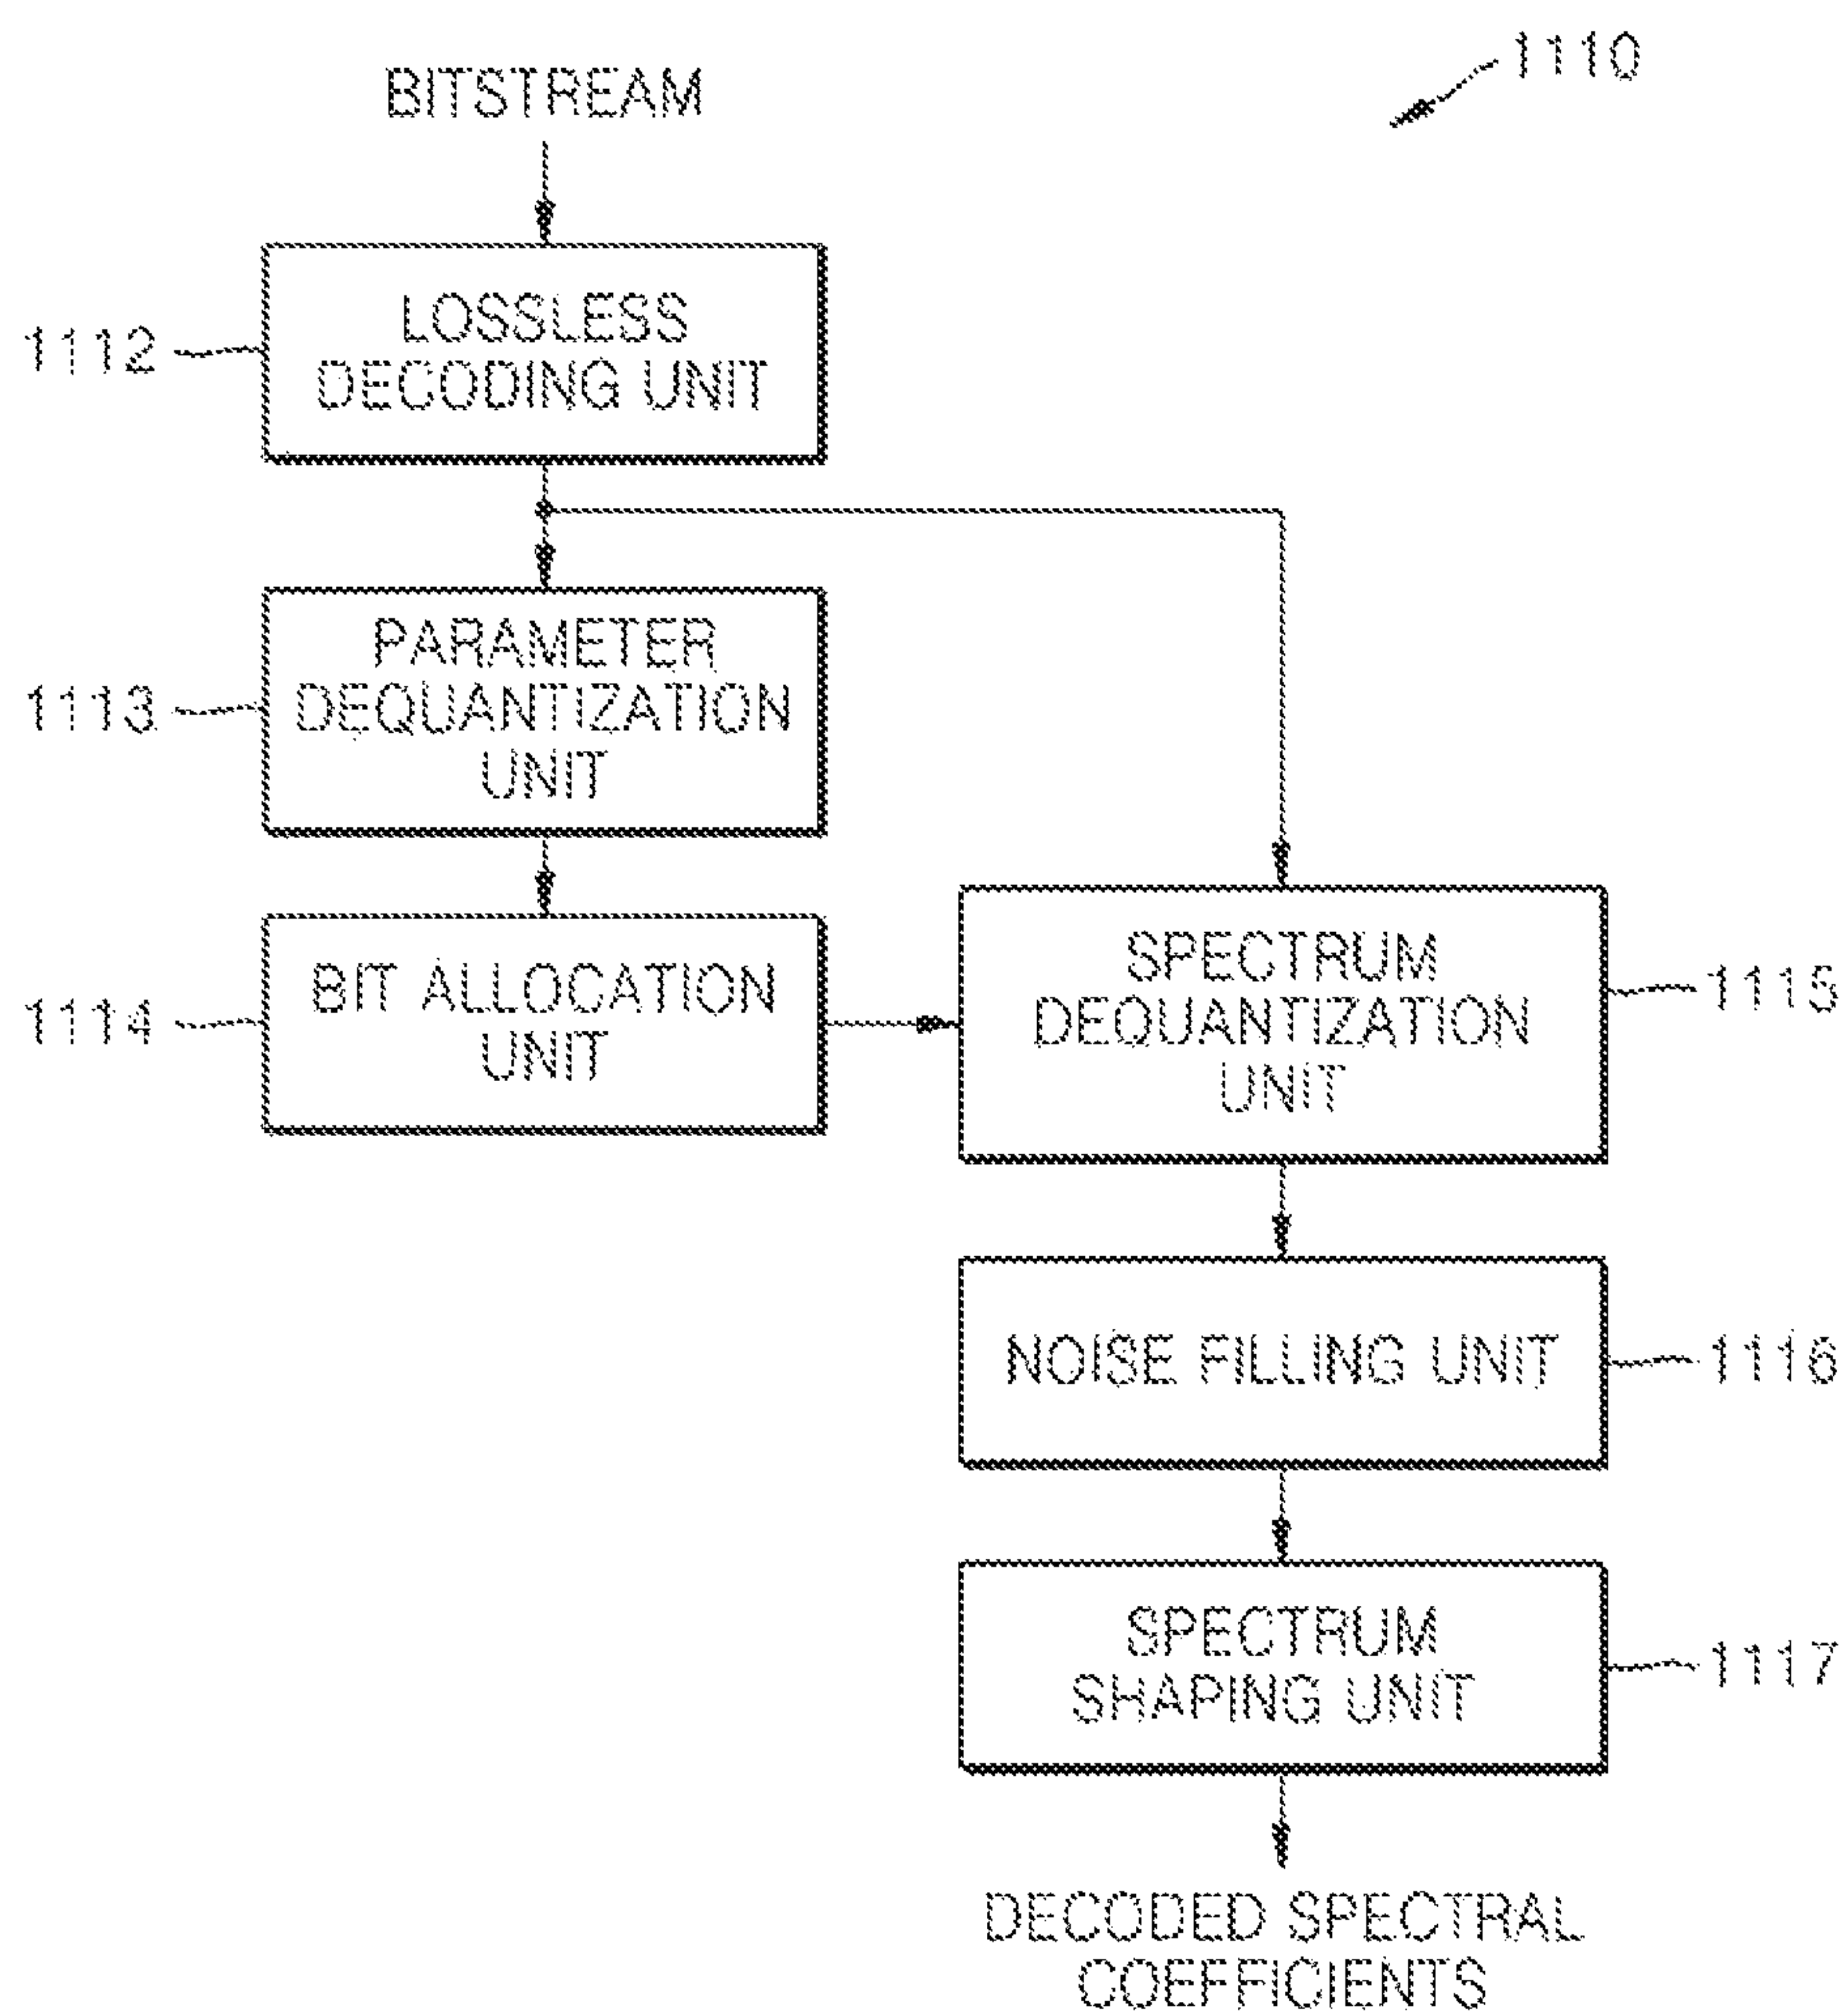 1110
BITSTREAM
1112
LOSSLESS
DECODING UNIT
1113
PARAMETER
DEQUANTIZATION
UNIT
1114
BIT ALLOCATION
UNIT
SPECTRUM
DEQUANTIZATION
UNIT
1115
NOISE FILLING UNIT
1116
SPECTRUM
SHAPING UNIT
1117
DECODED SPECTRAL
COEFFICIENTS